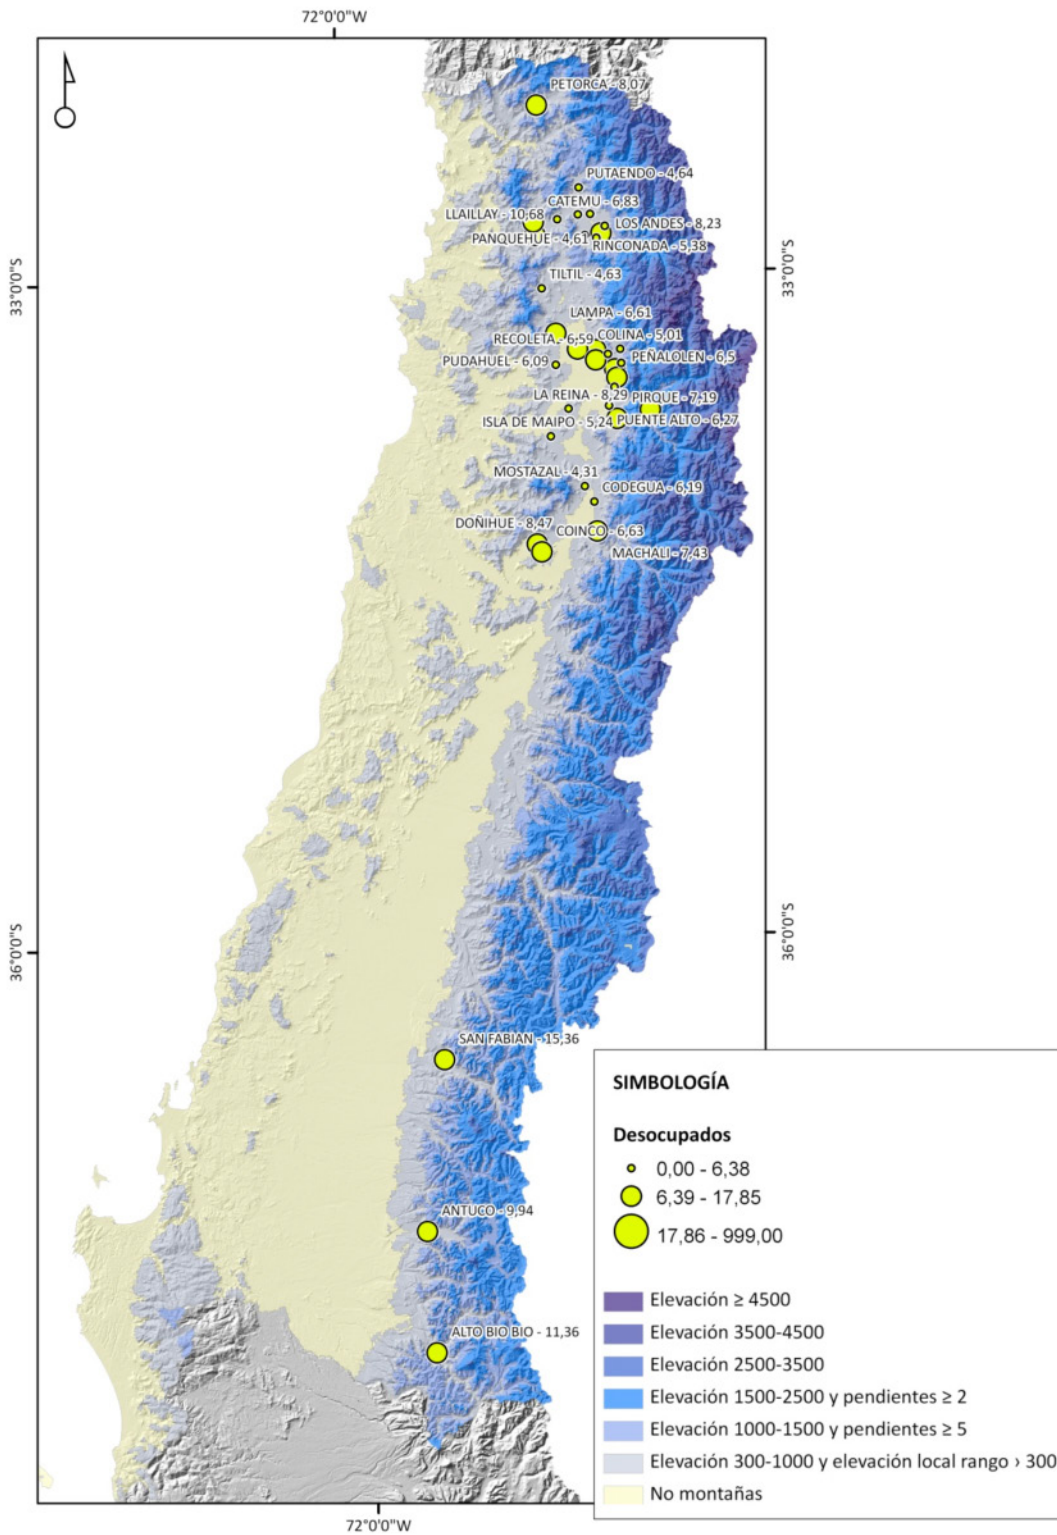 72°0'0"W
PETORCA - 8,07
PUTAENDO - 4,64
CATEMU - 6,83
LLAILLAY - 10,68
LOS ANDES - 8,23
PANQUEHUE - 4,61
RINCONADA - 5,38
33°0'0"S
33°0'0"S
TILTIL - 4,63
LAMPA - 6,61
RECOLETA - 6,59
COLINA - 5,01
PUDAHUEL - 6,09
PEÑALOLEN - 6,5
LA REINA - 8,29
PIRQUE - 7,19
ISLA DE MAIPO - 5,24
PUENTE ALTO - 6,27
MOSTAZAL - 4,31
CODEGUA - 6,19
DOÑIHUE - 8,47
COINCO - 6,63
MACHALI - 7,43
36°0'0"S
36°0'0"S
SAN FABIAN - 15,36
ANTUCO - 9,94
ALTO BIO BIO - 11,36
72°0'0"W
SIMBOLOGÍA
Desocupados
0,00 - 6,38
6,39 - 17,85
17,86 - 999,00
Elevación ≥ 4500
Elevación 3500-4500
Elevación 2500-3500
Elevación 1500-2500 y pendientes ≥ 2
Elevación 1000-1500 y pendientes ≥ 5
Elevación 300-1000 y elevación local rango › 300
No montañas